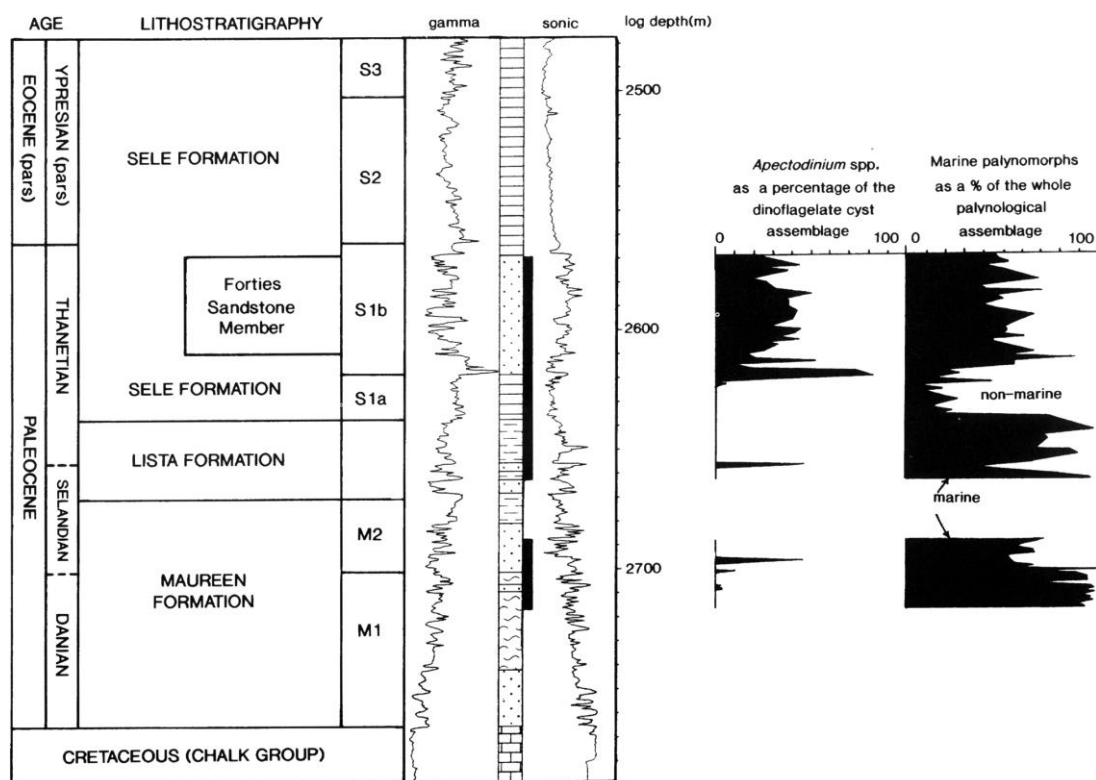 AGE
LITHOSTRATIGRAPHY
gamma
sonic
log depth(m)
EOCENE (pars)
YPRESIAN (pars)
SELE FORMATION
S3
S2
2500
PALEOCENE
THANETIAN
Forties
Sandstone
Member
S1b
2600
SELE FORMATION
S1a
LISTA FORMATION
SELANDIAN
M2
MAUREEN
FORMATION
2700
DANIAN
M1
CRETACEOUS (CHALK GROUP)
Apectodinium spp.
as a percentage of the
dinoflagelate cyst
assemblage
0
100
Marine palynomorphs
as a % of the whole
palynological
assemblage
0
100
non-marine
marine